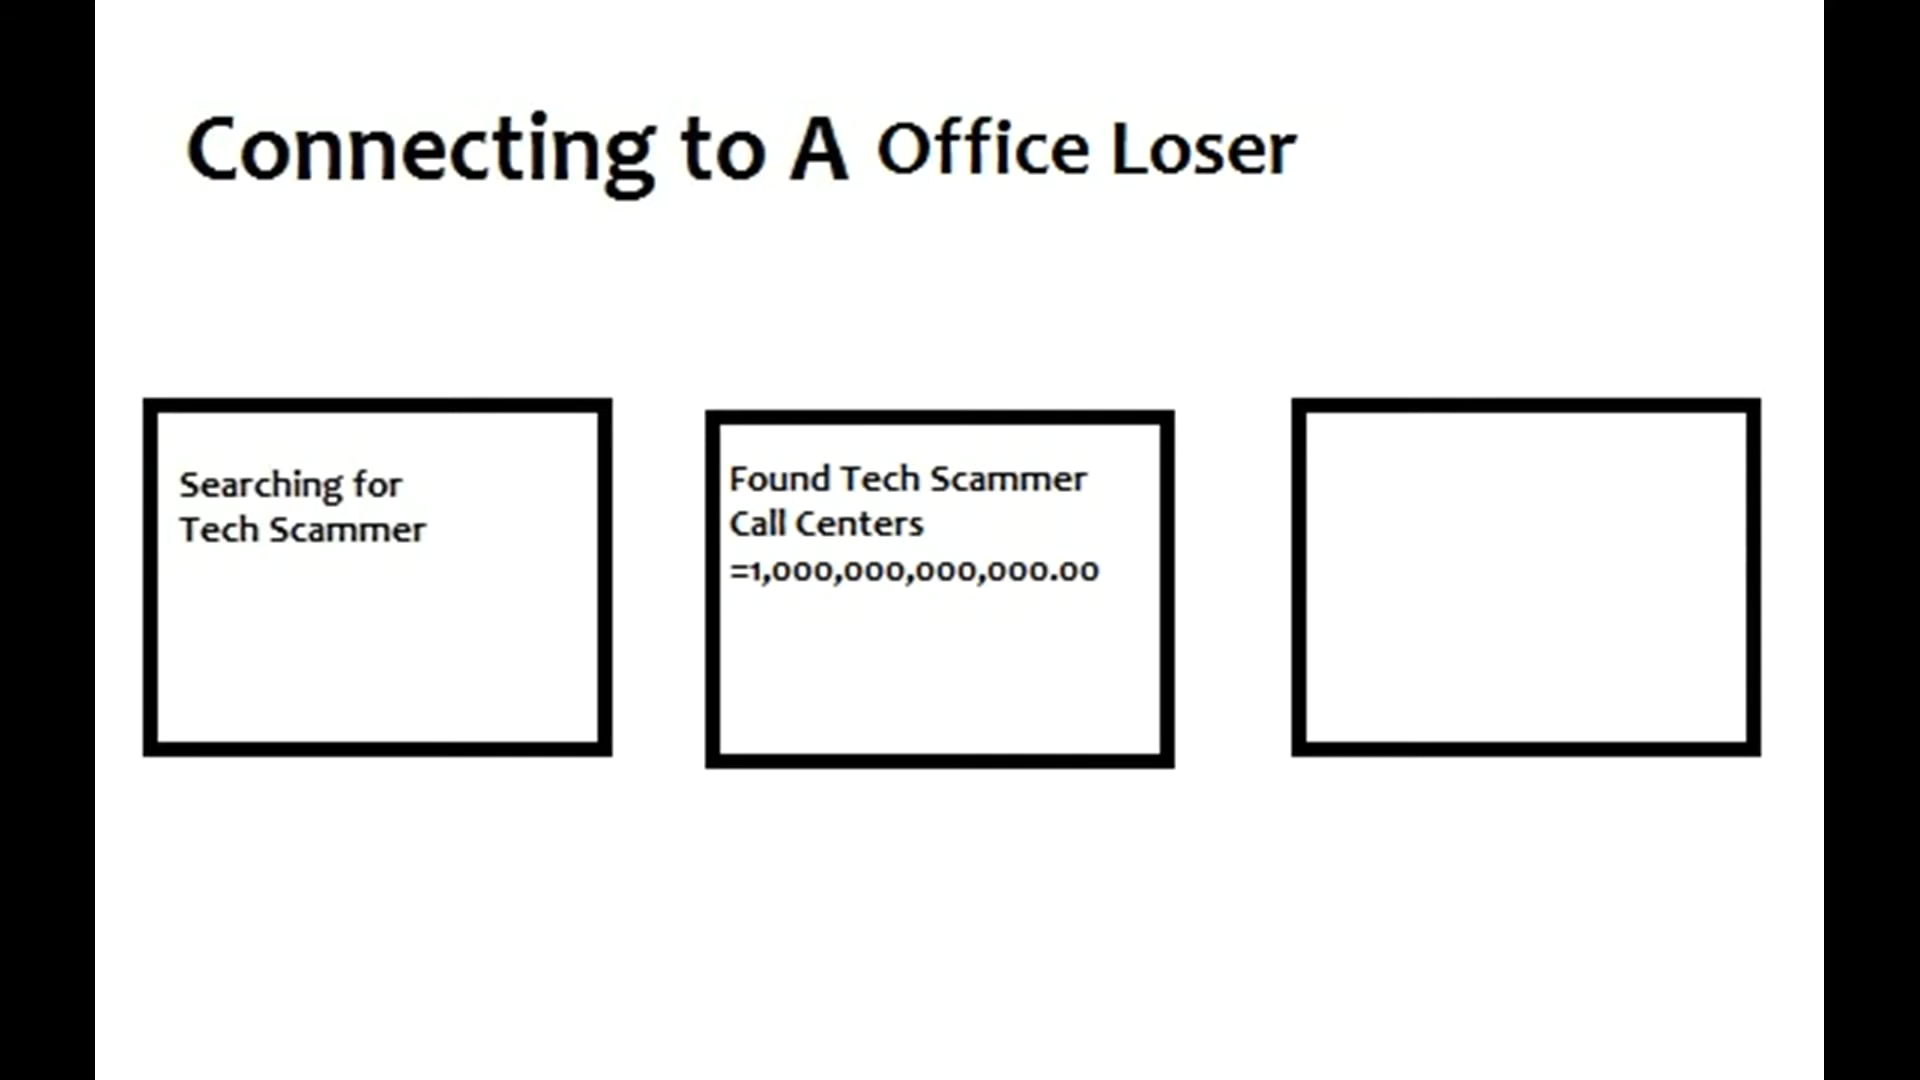 Connecting to A Office Loser
Searching for
Tech Scammer
Found Tech Scammer
Call Centers
=1,000,000,000,000.00